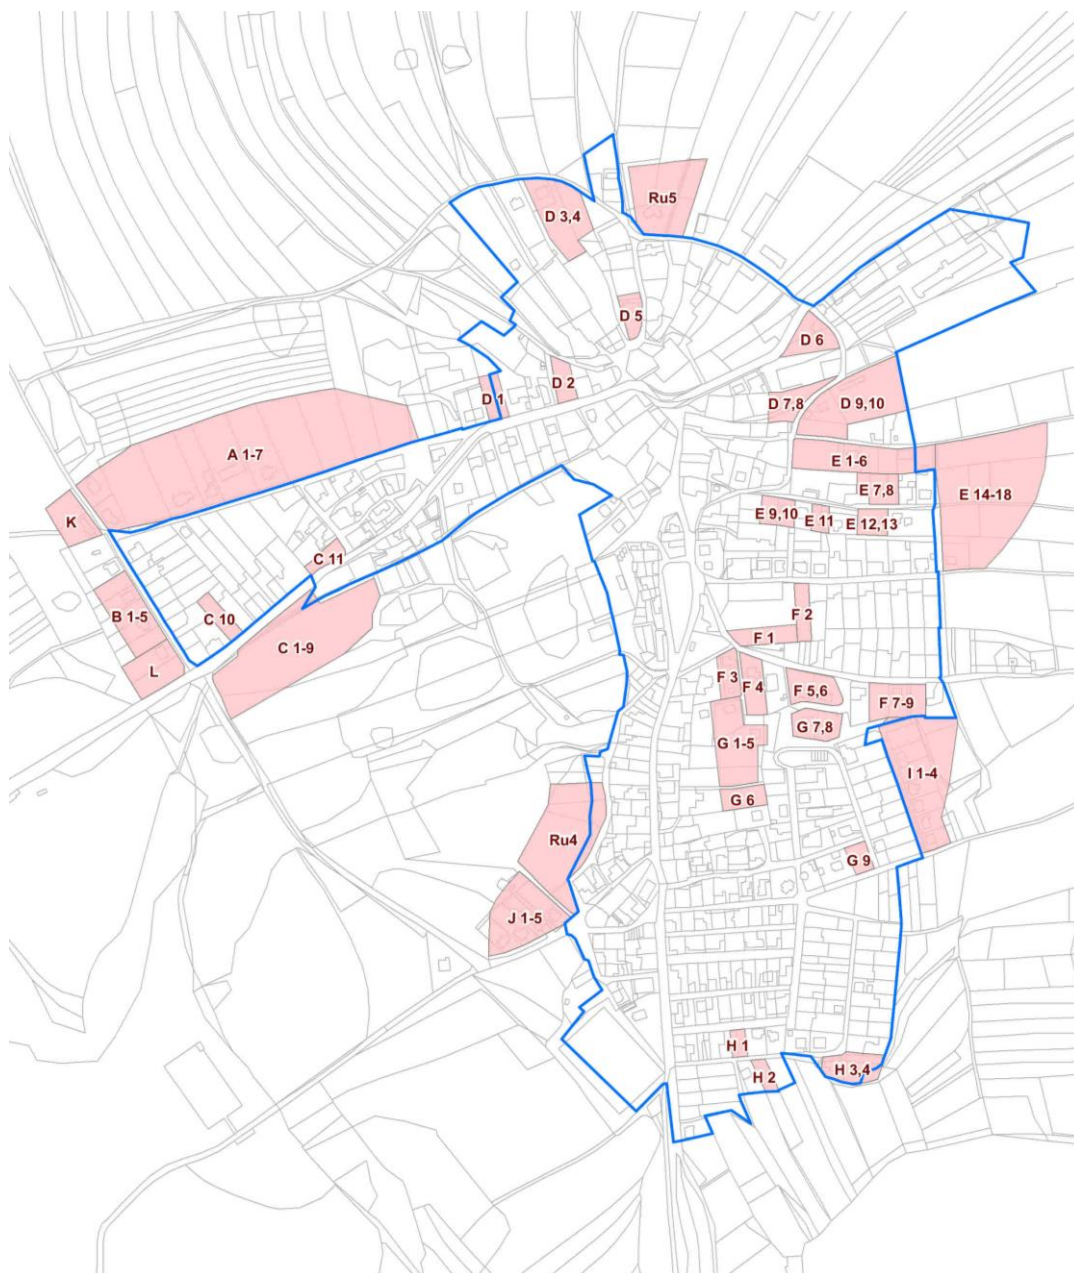 Ru5
D 3,4
D 5
D 6
D 2
D 1
D 7,8
D 9,10
A 1-7
E 1-6
E 7,8
E 14-18
K
E 9,10
E 11
E 12,13
C 11
B 1-5
C 10
F 2
F 1
C 1-9
L
F 3
F 4
F 5,6
F 7-9
G 7,8
G 1-5
I 1-4
G 6
Ru4
G 9
J 1-5
H 1
H 2
H 3,4